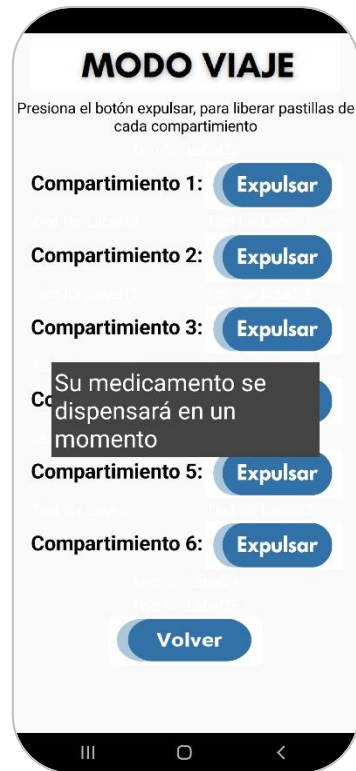 MODO VIAJE
Presiona el botón expulsar, para liberar pastillas de
cada compartimiento
Compartimiento 1: Expulsar
Compartimiento 2: Expulsar
Compartimiento 3: Expulsar
Su medicamento se
Co
dispensará en un
momento
Compartimiento 5: Expulsar
Compartimiento 6: Expulsar
Volver